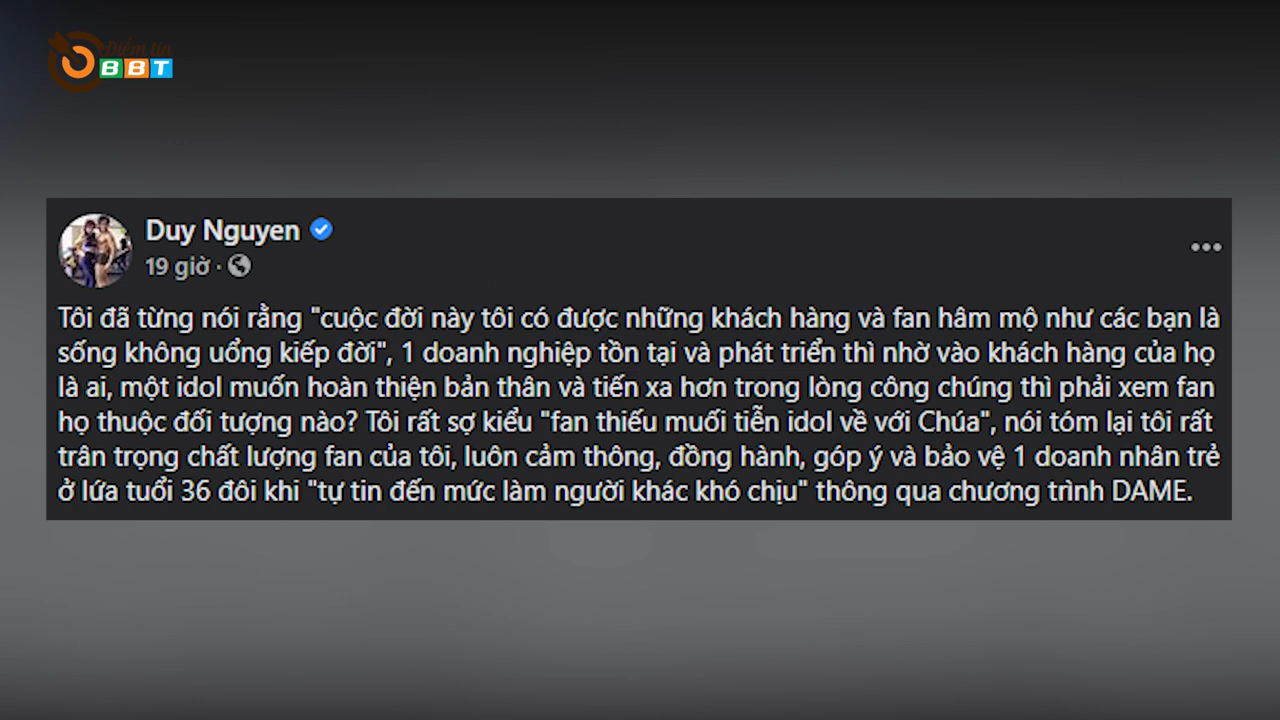 Điểm tin
BBT
Duy Nguyen
19 giờ ·
Tôi đã từng nói rằng "cuộc đời này tôi có được những khách hàng và fan hâm mộ như các bạn là
sống không uổng kiếp đời", 1 doanh nghiệp tồn tại và phát triển thì nhờ vào khách hàng của họ
là ai, một idol muốn hoàn thiện bản thân và tiến xa hơn trong lòng công chúng thì phải xem fan
họ thuộc đối tượng nào? Tôi rất sợ kiểu "fan thiếu muối tiễn idol về với Chúa", nói tóm lại tôi rất
trân trọng chất lượng fan của tôi, luôn cảm thông, đồng hành, góp ý và bảo vệ 1 doanh nhân trẻ
ở lứa tuổi 36 đôi khi "tự tin đến mức làm người khác khó chịu" thông qua chương trình DAME.